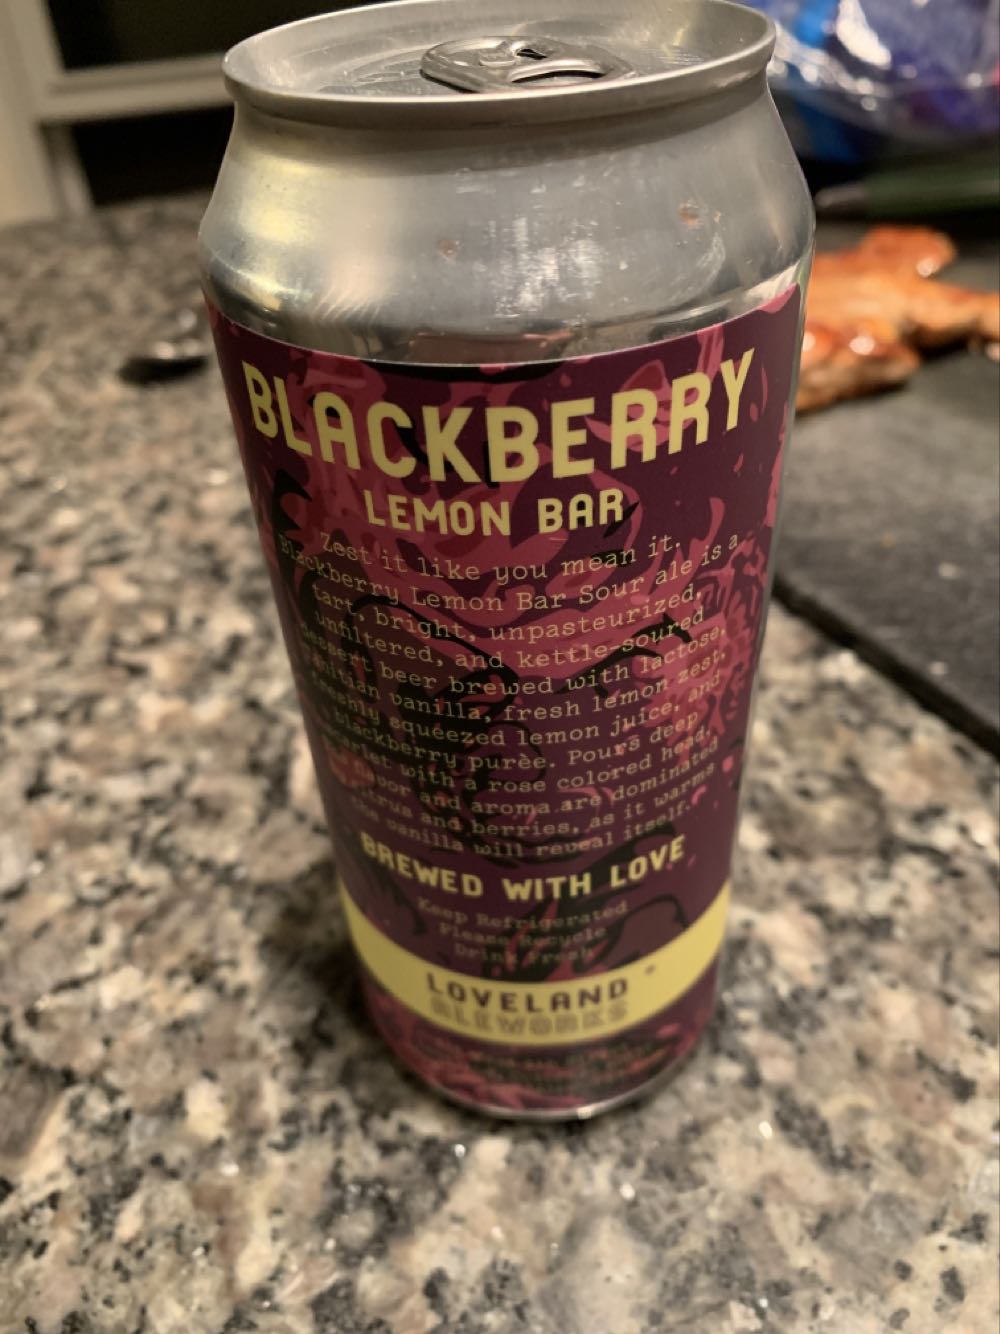 BLACKBERRY
LEMON BAR
Zest it like you mean it.
Blackberry Lemon Bar Sour ale is a
tart, bright, unpasteurized,
unfiltered, and kettle-soured
dessert beer brewed with lactose,
vanilla, fresh lemon zest,
freshly squeezed lemon juice, and
blackberry purèe. Pours deep
scarlet with a rose colored head.
flavor and aroma are dominated
citrus and berries, as it warms
the vanilla will reveal itself.
BREWED WITH LOVE
Keep Refrigerated
Please Recycle
Drink Fresh
LOVELAND
ALEWORKS